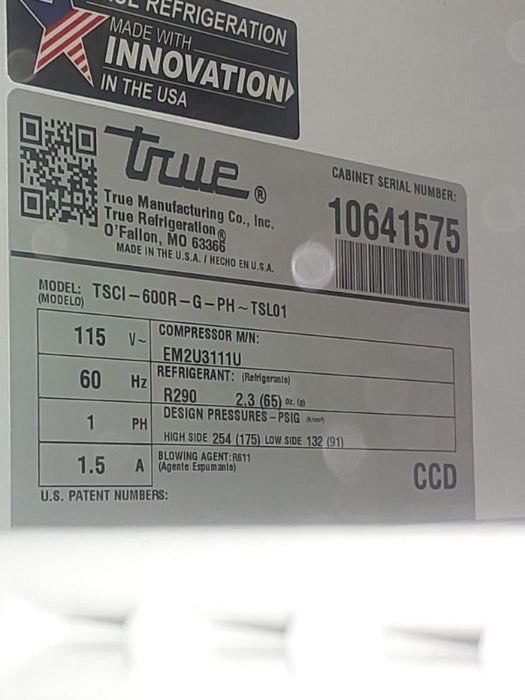 REFRIGERATION
MADE WITH
INNOVATION
IN THE USA
true®
True Manufacturing Co., Inc.
True Refrigeration®
O'Fallon, MO 63366
MADE IN THE U.S.A. / HECHO EN U.S.A.
CABINET SERIAL NUMBER:
10641575
MODEL: TSCI-600R-G-PH~TSL01
(MODELO)
115 V~
COMPRESSOR M/N:
EM2U3111U
60 Hz
REFRIGERANT: (Refrigerante)
R290 2.3 (65) oz. (g)
1 PH
DESIGN PRESSURES-PSIG
HIGH SIDE 254 (175) LOW SIDE 132 (91)
1.5 A
BLOWING AGENT:R611
(Agente Espumante)
CCD
U.S. PATENT NUMBERS: